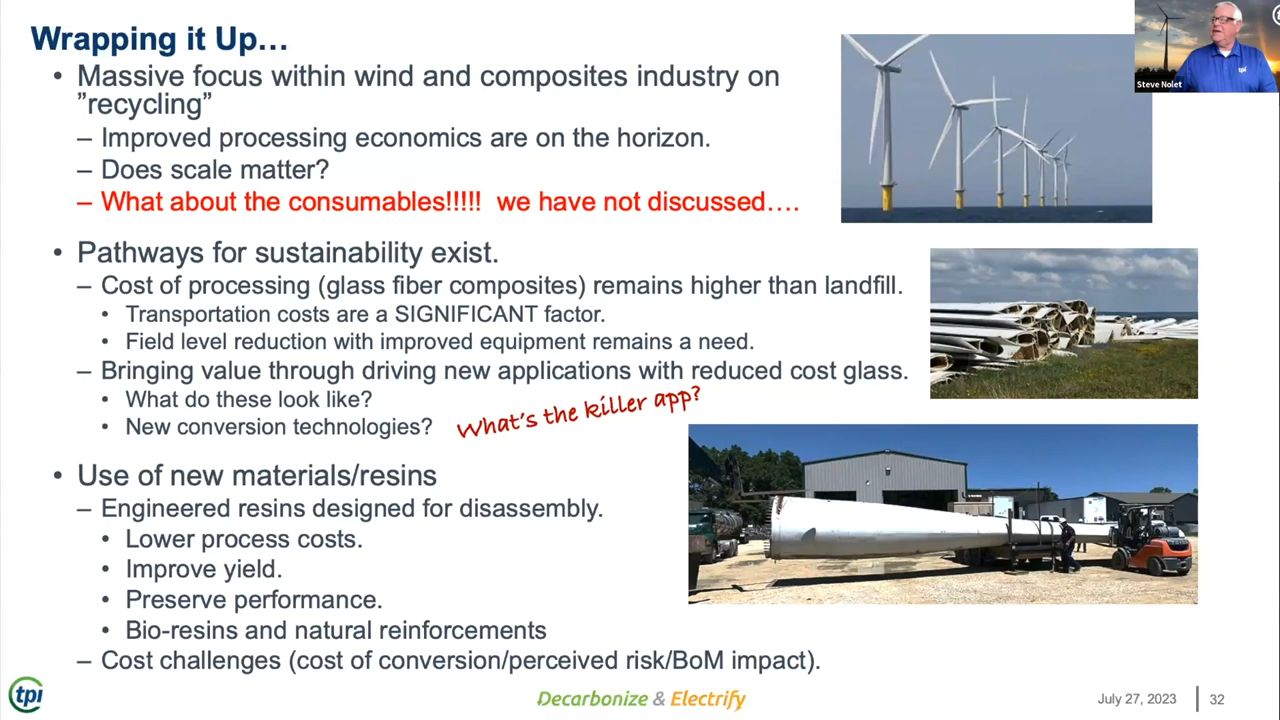 Wrapping it Up…
• Massive focus within wind and composites industry on
”recycling”
– Improved processing economics are on the horizon.
– Does scale matter?
– What about the consumables!!!!! we have not discussed….
• Pathways for sustainability exist.
– Cost of processing (glass fiber composites) remains higher than landfill.
• Transportation costs are a SIGNIFICANT factor.
• Field level reduction with improved equipment remains a need.
– Bringing value through driving new applications with reduced cost glass.
• What do these look like?
• New conversion technologies?
What's the killer app?
• Use of new materials/resins
– Engineered resins designed for disassembly.
• Lower process costs.
• Improve yield.
• Preserve performance.
• Bio-resins and natural reinforcements
– Cost challenges (cost of conversion/perceived risk/BoM impact).
tpi
Steve Nolet
tpi
Decarbonize & Electrify
July 27, 2023
32